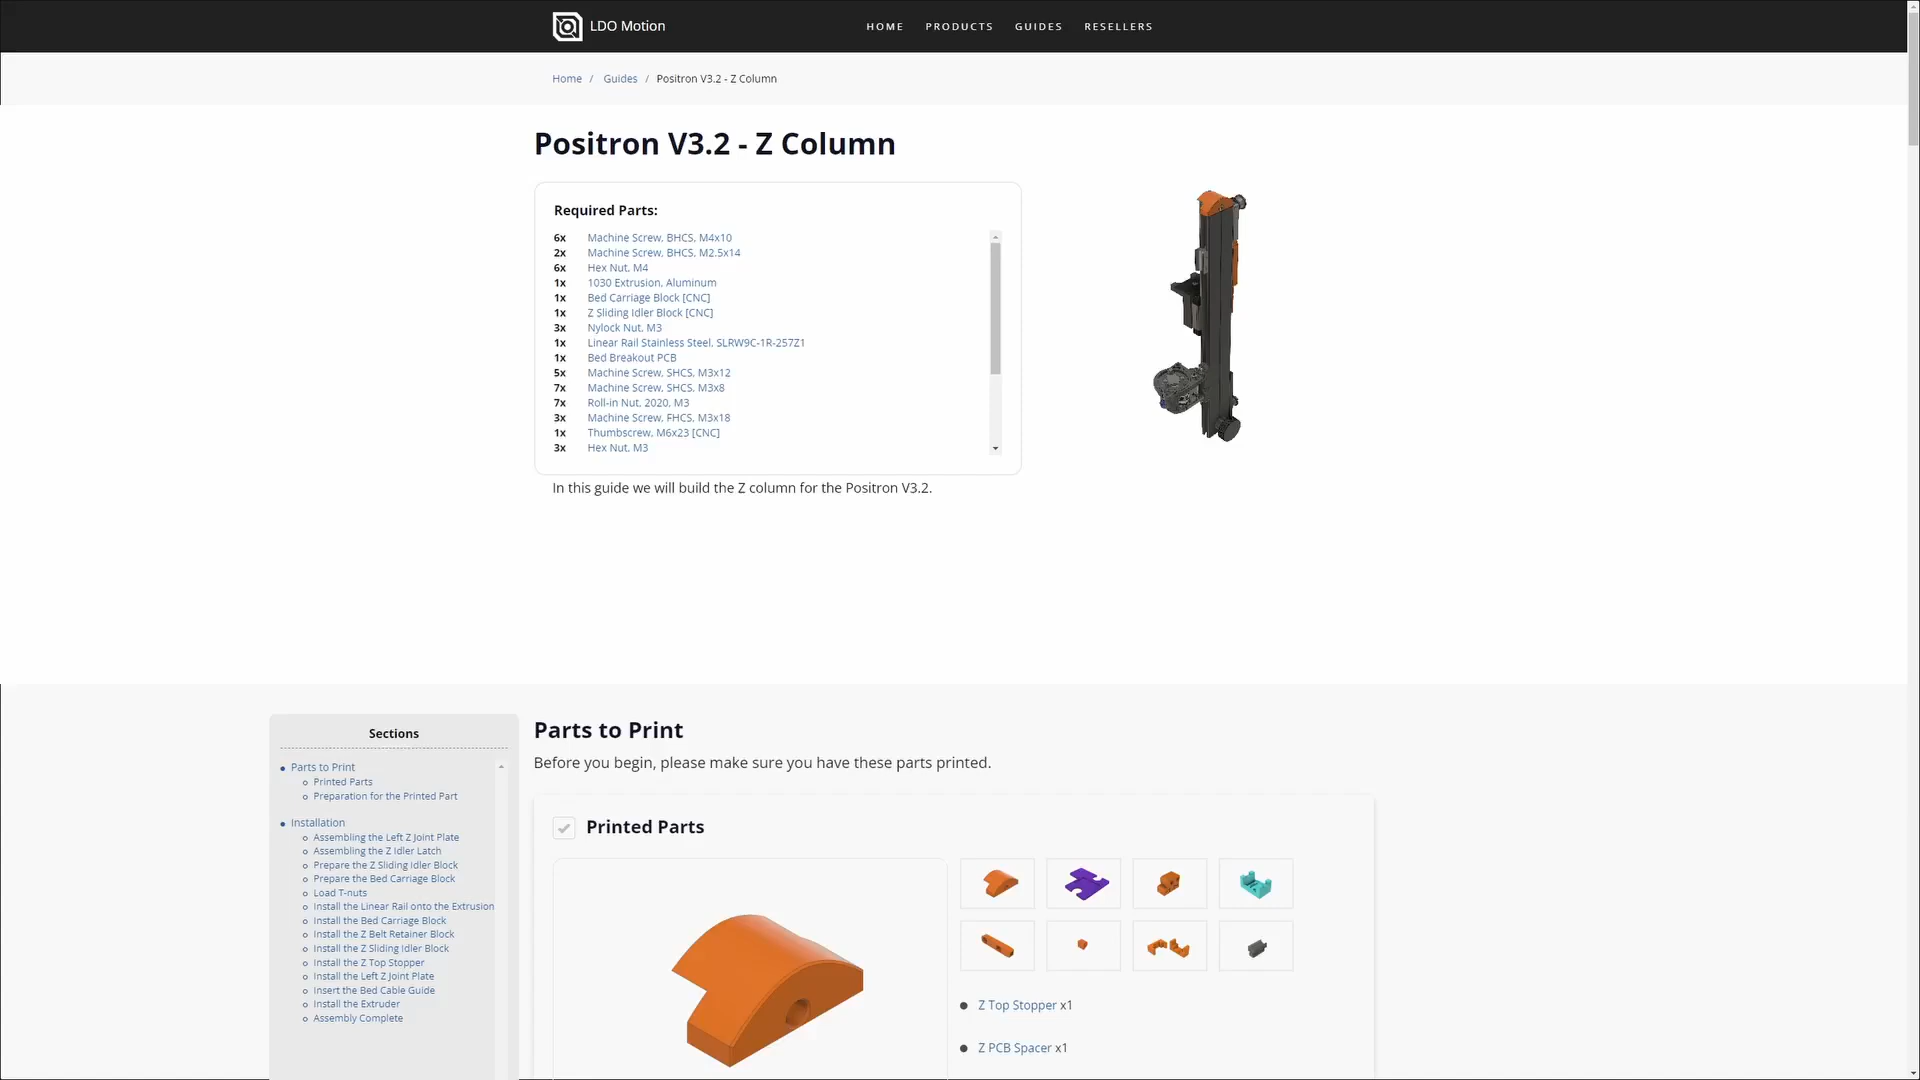 LDO Motion
HOME
PRODUCTS
GUIDES
RESELLERS
Home / Guides / Positron V3.2 - Z Column
Positron V3.2 - Z Column
Required Parts:
6x Machine Screw, BHCS, M4x10
2x Machine Screw, BHCS, M2.5x14
6x Hex Nut, M4
1x 1030 Extrusion, Aluminum
1x Bed Carriage Block [CNC]
1x Z Sliding Idler Block [CNC]
3x Nylock Nut, M3
1x Linear Rail Stainless Steel, SLRW9C-1R-257Z1
1x Bed Breakout PCB
5x Machine Screw, SHCS, M3x12
7x Machine Screw, SHCS, M3x8
7x Roll-in Nut, 2020, M3
3x Machine Screw, FHCS, M3x18
1x Thumbscrew, M6x23 [CNC]
3x Hex Nut, M3
In this guide we will build the Z column for the Positron V3.2.
Sections
Parts to Print
Printed Parts
Preparation for the Printed Part
Installation
Assembling the Left Z Joint Plate
Assembling the Z Idler Latch
Prepare the Z Sliding Idler Block
Prepare the Bed Carriage Block
Load T-nuts
Install the Linear Rail onto the Extrusion
Install the Bed Carriage Block
Install the Z Belt Retainer Block
Install the Z Sliding Idler Block
Install the Z Top Stopper
Install the Left Z Joint Plate
Insert the Bed Cable Guide
Install the Extruder
Assembly Complete
Parts to Print
Before you begin, please make sure you have these parts printed.
Printed Parts
Z Top Stopper x1
Z PCB Spacer x1